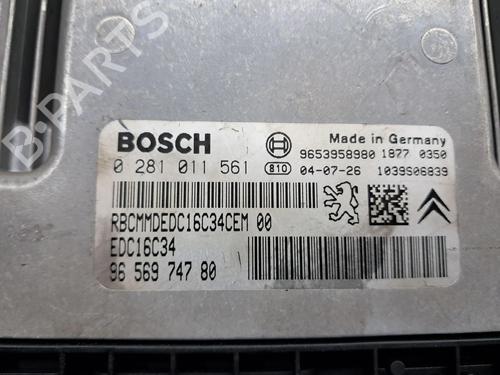 B-PARTS
BOSCH
Made in Germany
9653958980 1877 0350
0 281 011 561 810 04-07-26 1039S06839
RBCMMDEDC16C34CEM 00
EDC16C34
96 569 747 80